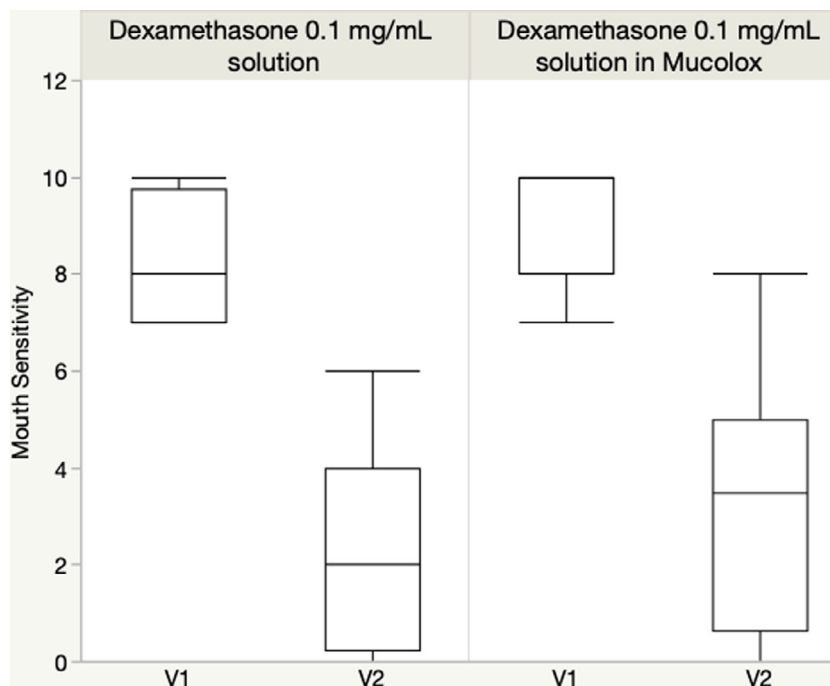 Dexamethasone 0.1 mg/mL
solution
Dexamethasone 0.1 mg/mL
solution in Mucolox
Mouth Sensitivity
12
10
8
6
4
2
0
V1
V2
V1
V2